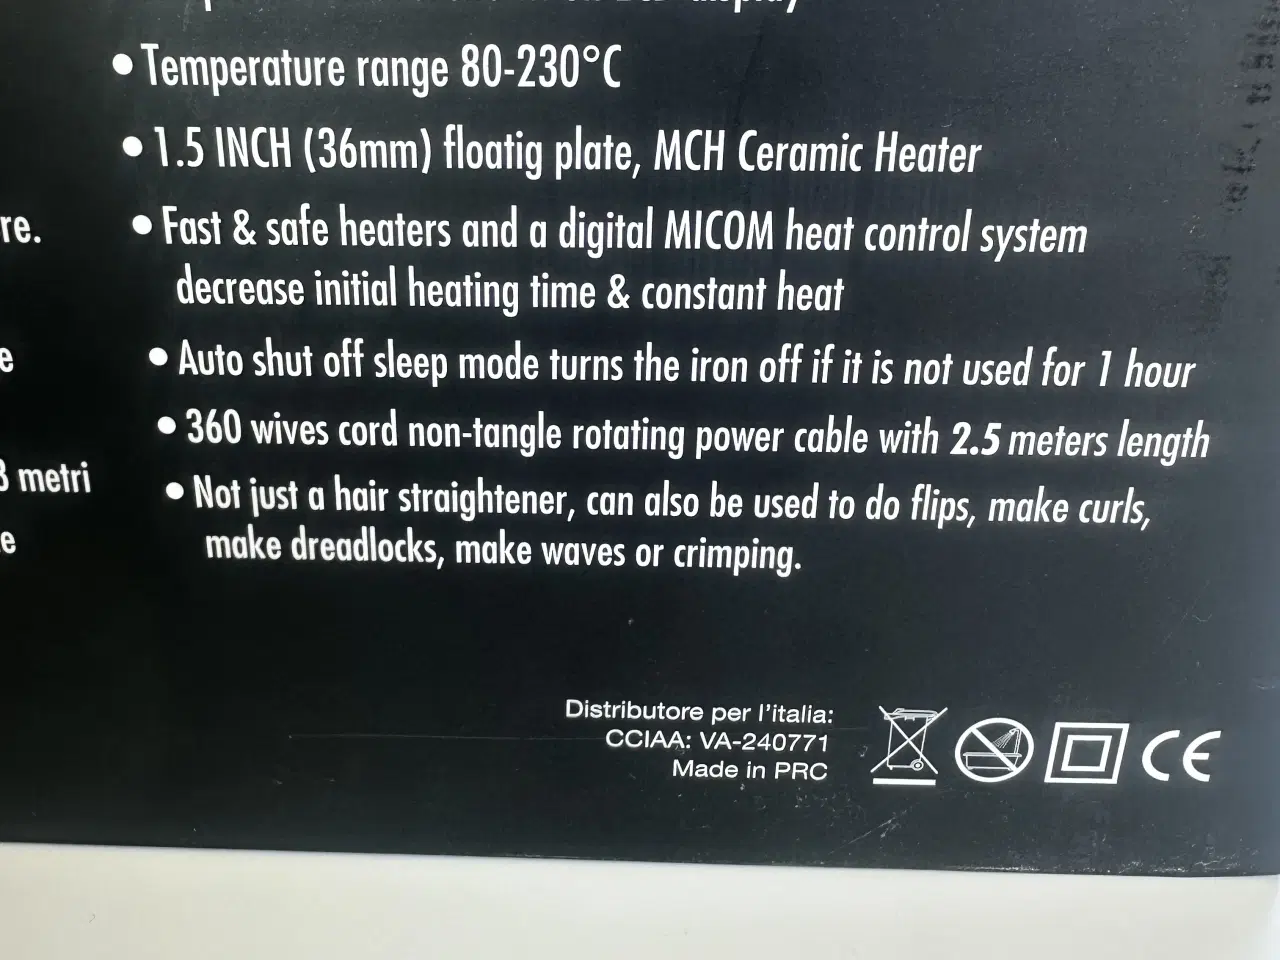 display
• Temperature range 80-230°C
• 1.5 INCH (36mm) floatig plate, MCH Ceramic Heater
re.
• Fast & safe heaters and a digital MICOM heat control system
decrease initial heating time & constant heat
e
• Auto shut off sleep mode turns the iron off if it is not used for 1 hour
• 360 wives cord non-tangle rotating power cable with 2.5 meters length
3 metri
• Not just a hair straightener, can also be used to do flips, make curls,
e
make dreadlocks, make waves or crimping.
Distributore per l'italia:
CCIAA: VA-240771
Made in PRC
CE